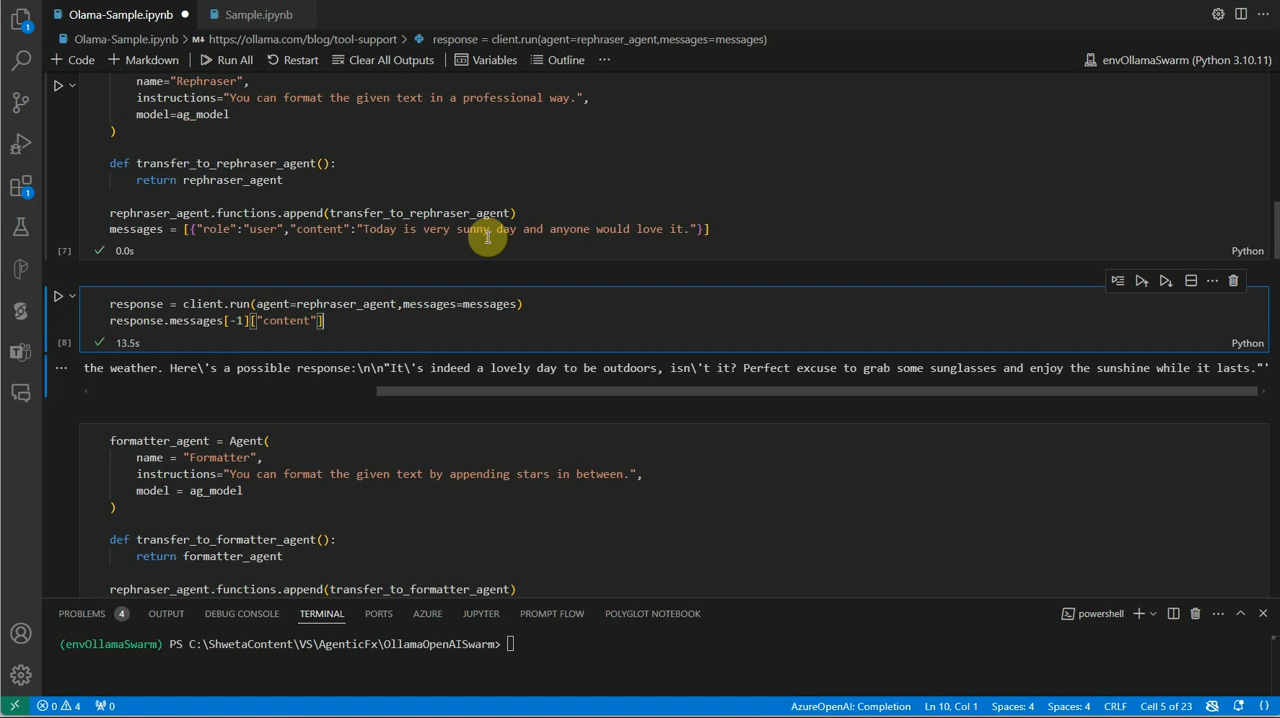 Olama-Sample.ipynb
Sample.ipynb
Olama-Sample.ipynb > https://ollama.com/blog/tool-support > response = client.run(agent=rephraser_agent,messages=messages)
+ Code + Markdown Run All Restart Clear All Outputs Variables Outline ... envOllamaSwarm (Python 3.10.11)
name="Rephraser",
instructions="You can format the given text in a professional way.",
model=ag_model
)
def transfer_to_rephraser_agent():
return rephraser_agent
rephraser_agent.functions.append(transfer_to_rephraser_agent)
messages = [{"role":"user","content":"Today is very sunny day and anyone would love it."}]
[7] 0.0s Python
response = client.run(agent=rephraser_agent,messages=messages)
response.messages[-1]["content"]
[8] 13.5s Python
... the weather. Here\'s a possible response:\n\n"It\'s indeed a lovely day to be outdoors, isn\'t it? Perfect excuse to grab some sunglasses and enjoy the sunshine while it lasts."'
formatter_agent = Agent(
name = "Formatter",
instructions="You can format the given text by appending stars in between.",
model = ag_model
)
def transfer_to_formatter_agent():
return formatter_agent
rephraser_agent.functions.append(transfer_to_formatter_agent)
PROBLEMS 4 OUTPUT DEBUG CONSOLE TERMINAL PORTS AZURE JUPYTER PROMPT FLOW POLYGLOT NOTEBOOK powershell
(envOllamaSwarm) PS C:\ShwetaContent\VS\AgenticFx\OllamaOpenAISwarm>
0 4 0 AzureOpenAI: Completion Ln 10, Col 1 Spaces: 4 Spaces: 4 CRLF Cell 5 of 23
1
1